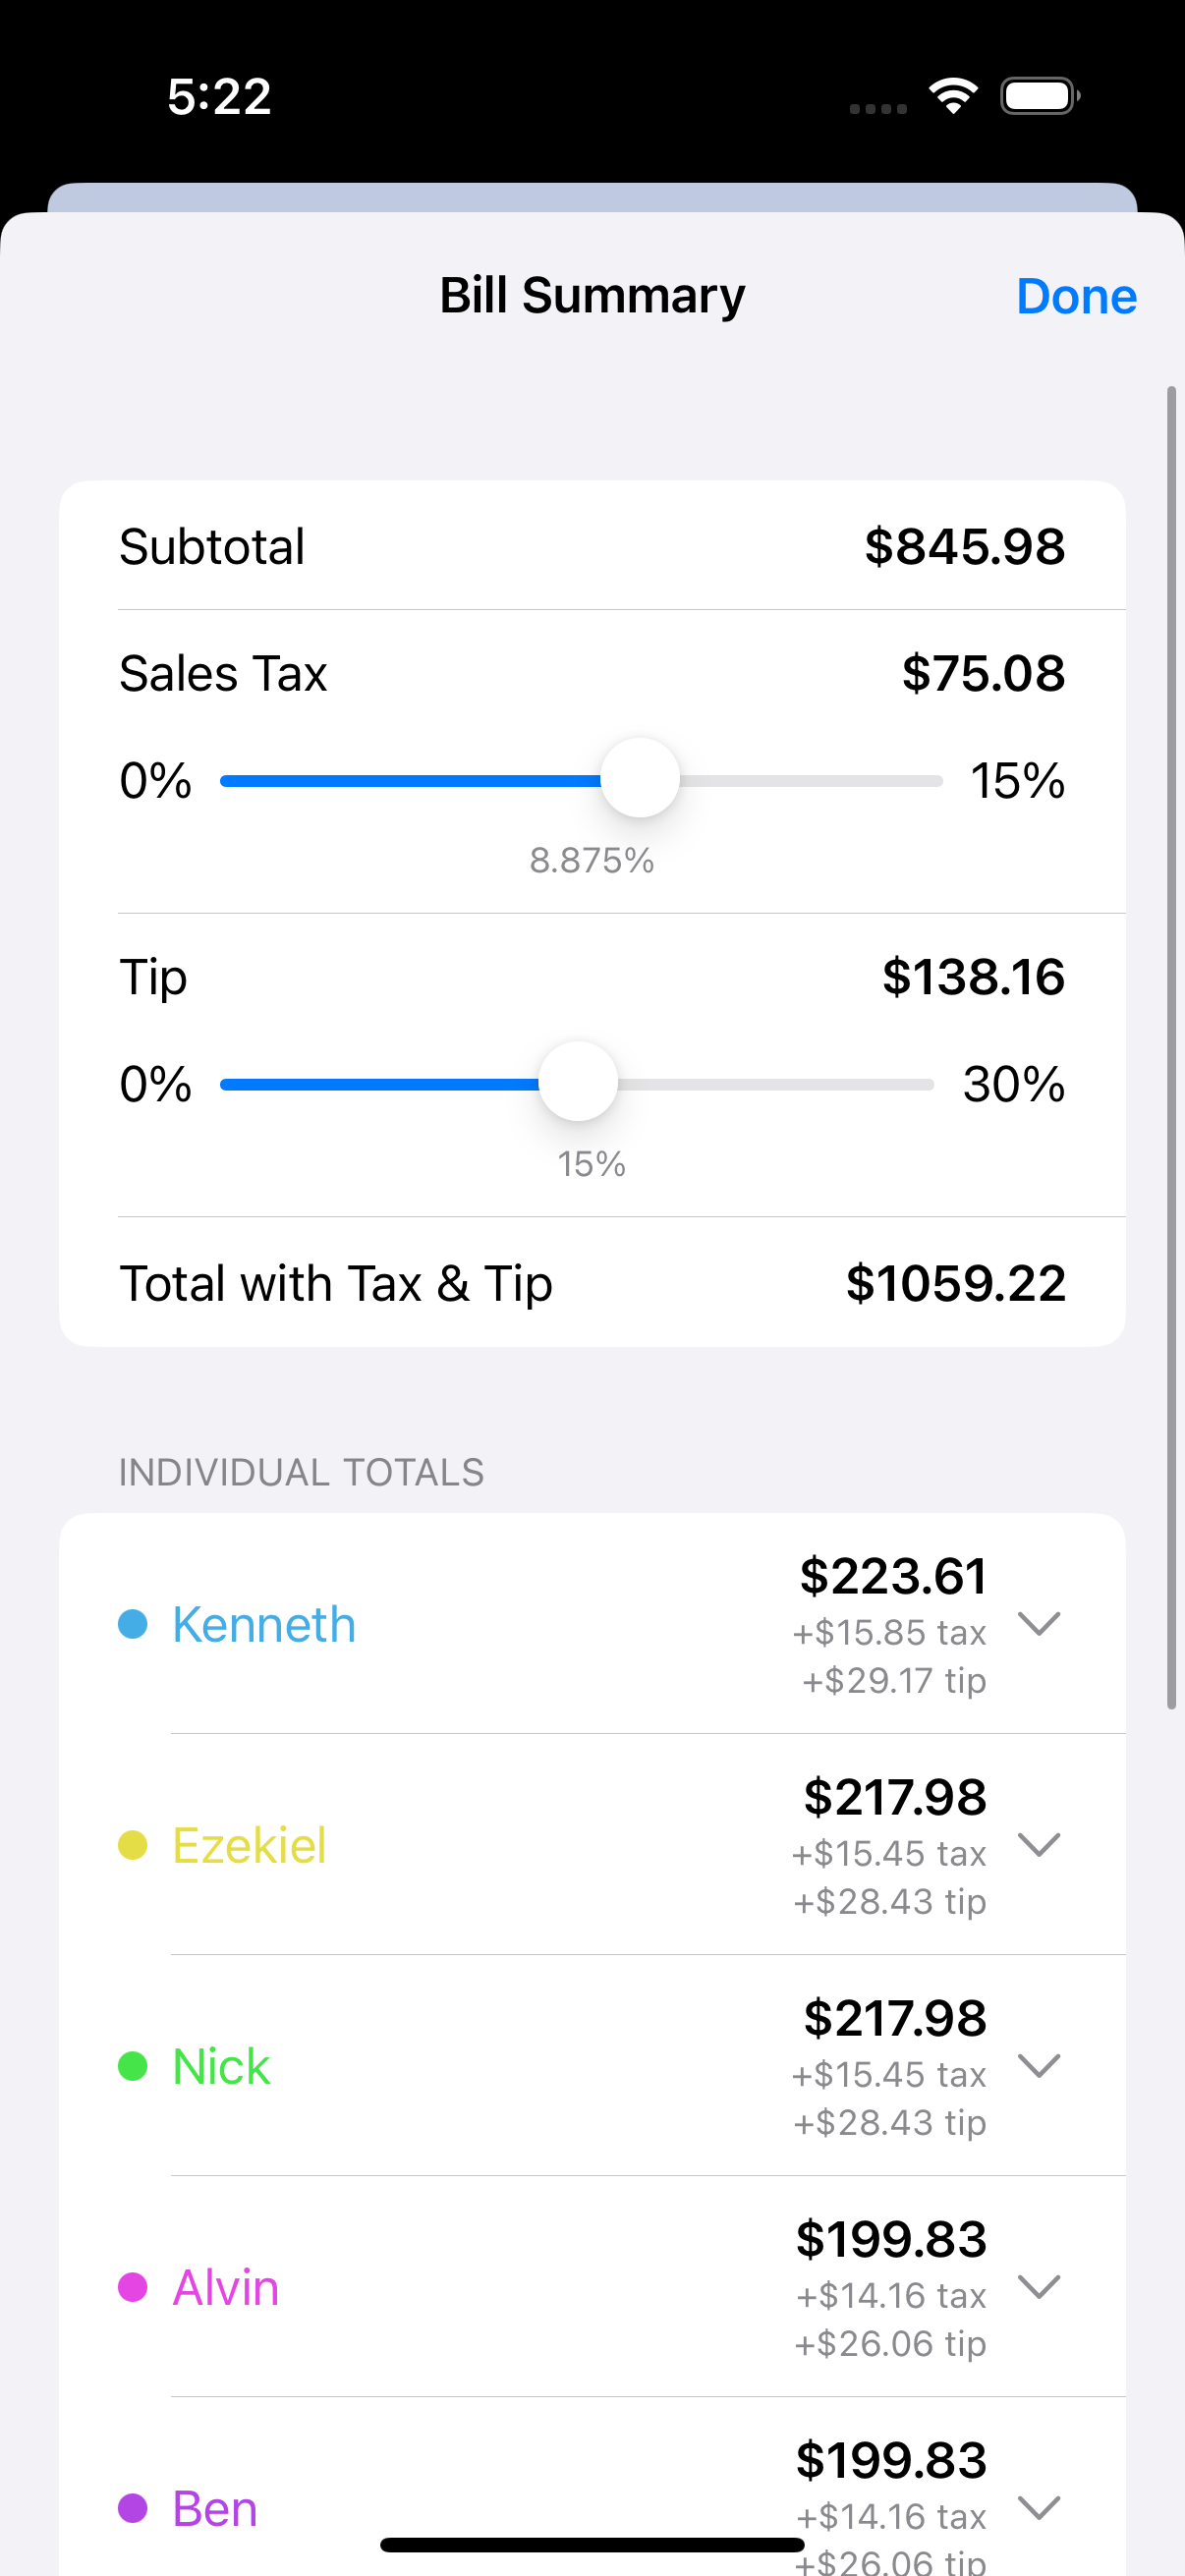 5:22
Bill Summary
Done
Subtotal $845.98
Sales Tax $75.08
0% 15%
8.875%
Tip $138.16
0% 30%
15%
Total with Tax & Tip $1059.22
INDIVIDUAL TOTALS
$223.61
Kenneth +$15.85 tax
+$29.17 tip
$217.98
Ezekiel +$15.45 tax
+$28.43 tip
$217.98
Nick +$15.45 tax
+$28.43 tip
$199.83
Alvin +$14.16 tax
+$26.06 tip
$199.83
Ben +$14.16 tax
+$26.06 tip